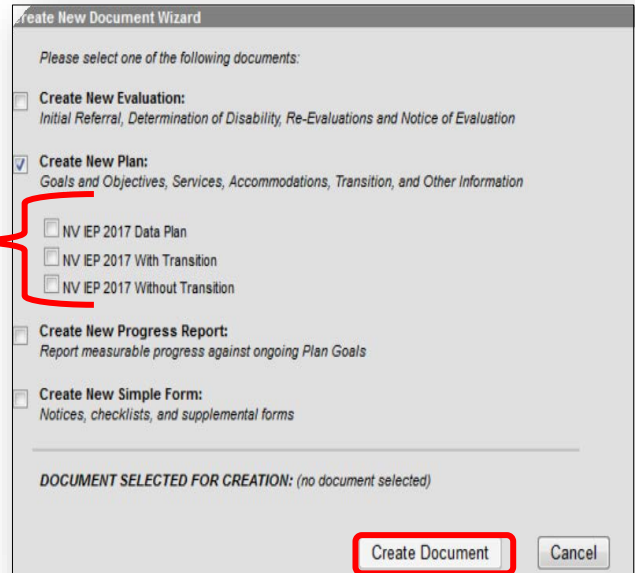 Create New Document Wizard
Please select one of the following documents:
Create New Evaluation:
Initial Referral, Determination of Disability, Re-Evaluations and Notice of Evaluation
Create New Plan:
Goals and Objectives, Services, Accommodations, Transition, and Other Information
NV IEP 2017 Data Plan
NV IEP 2017 With Transition
NV IEP 2017 Without Transition
Create New Progress Report:
Report measurable progress against ongoing Plan Goals
Create New Simple Form:
Notices, checklists, and supplemental forms
DOCUMENT SELECTED FOR CREATION: (no document selected)
Create Document Cancel